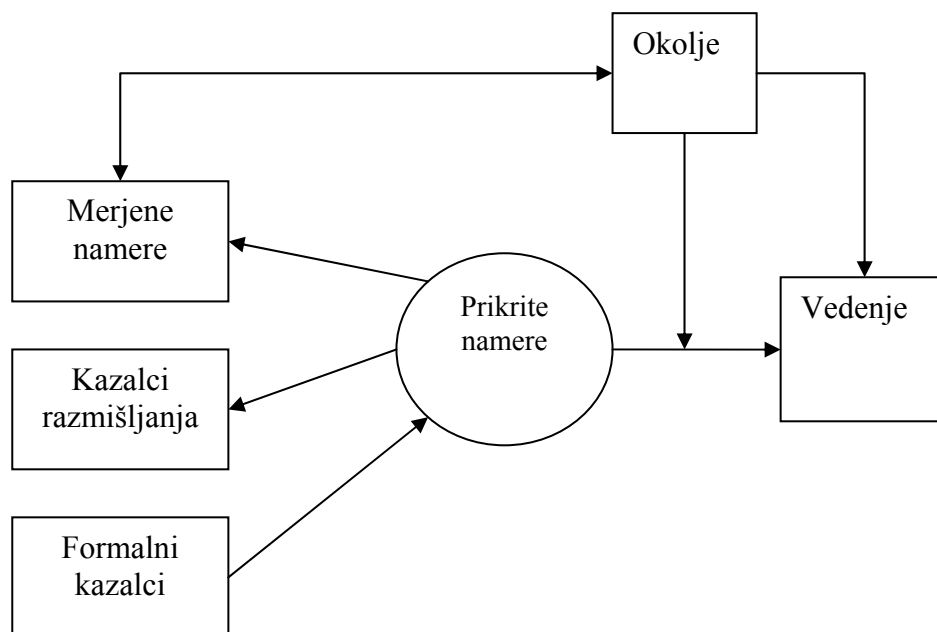 Okolje
Merjene
namere
Prikrite
namere
Vedenje
Kazalci
razmišljanja
Formalni
kazalci